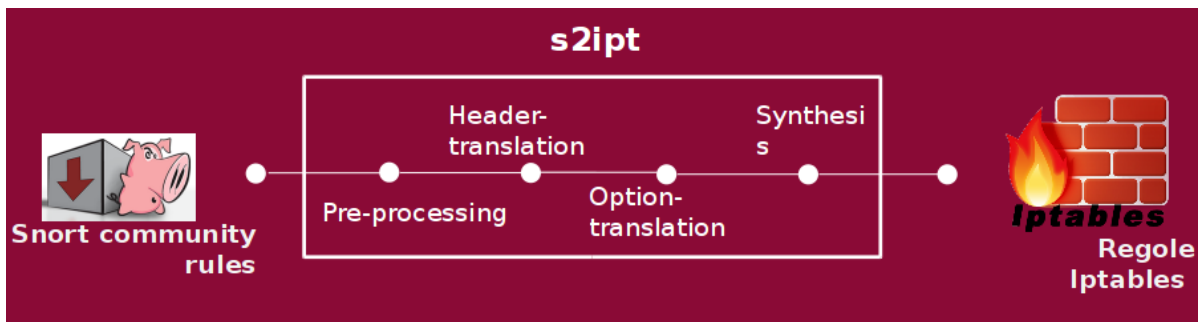 s2ipt
Header-
translation
Synthesi
s
Pre-processing
Option-
translation
Snort community
rules
Iptables
Regole
Iptables